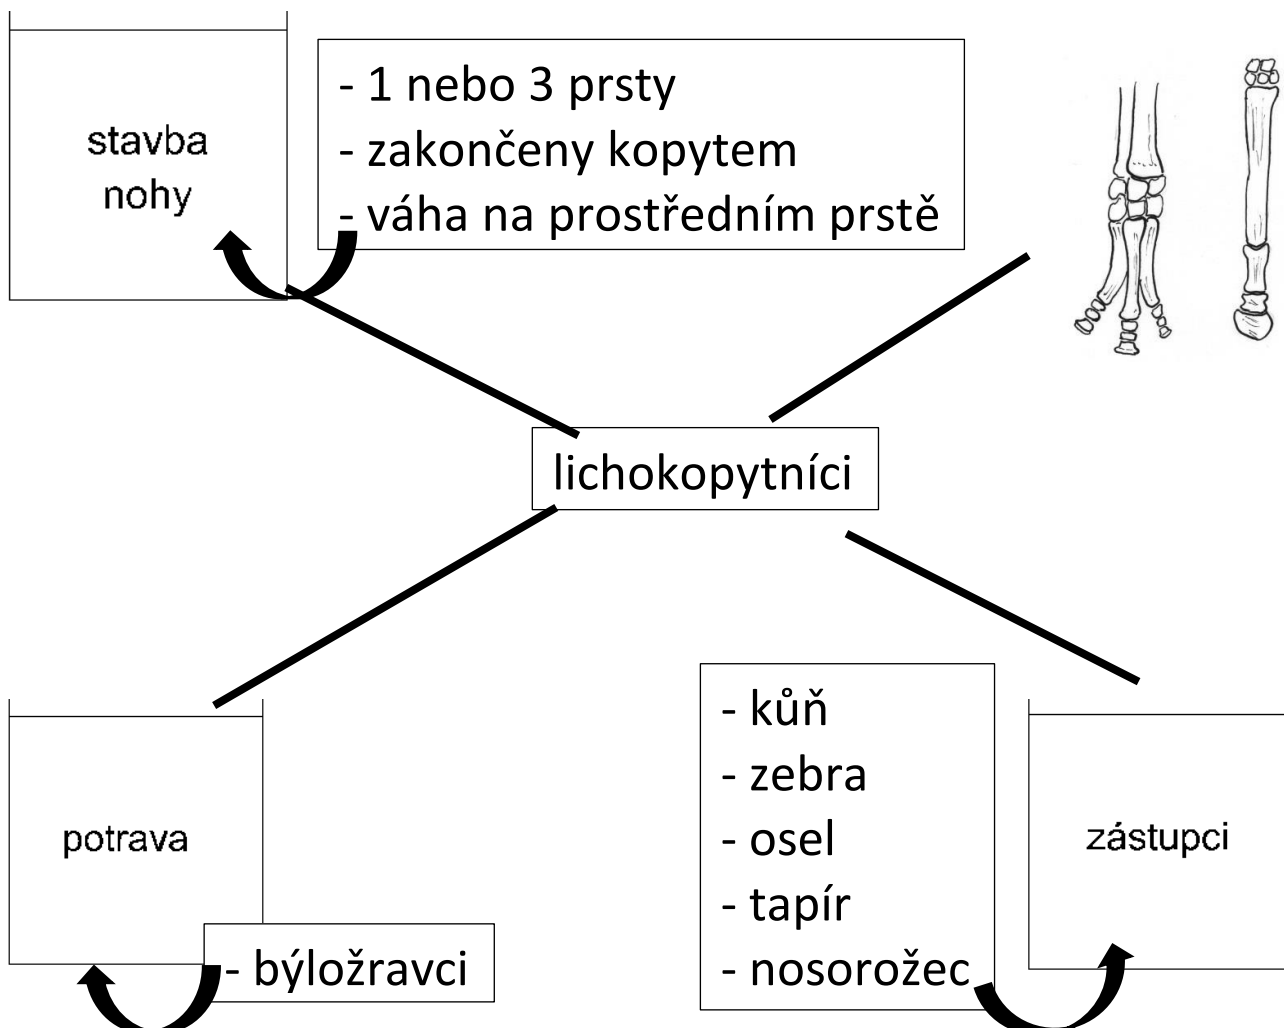 stavba
nohy
- 1 nebo 3 prsty
- zakončeny kopytem
- váha na prostředním prstě
lichokopytníci
potrava
- býložravci
- kůň
- zebra
- osel
- tapír
- nosorožec
zástupci